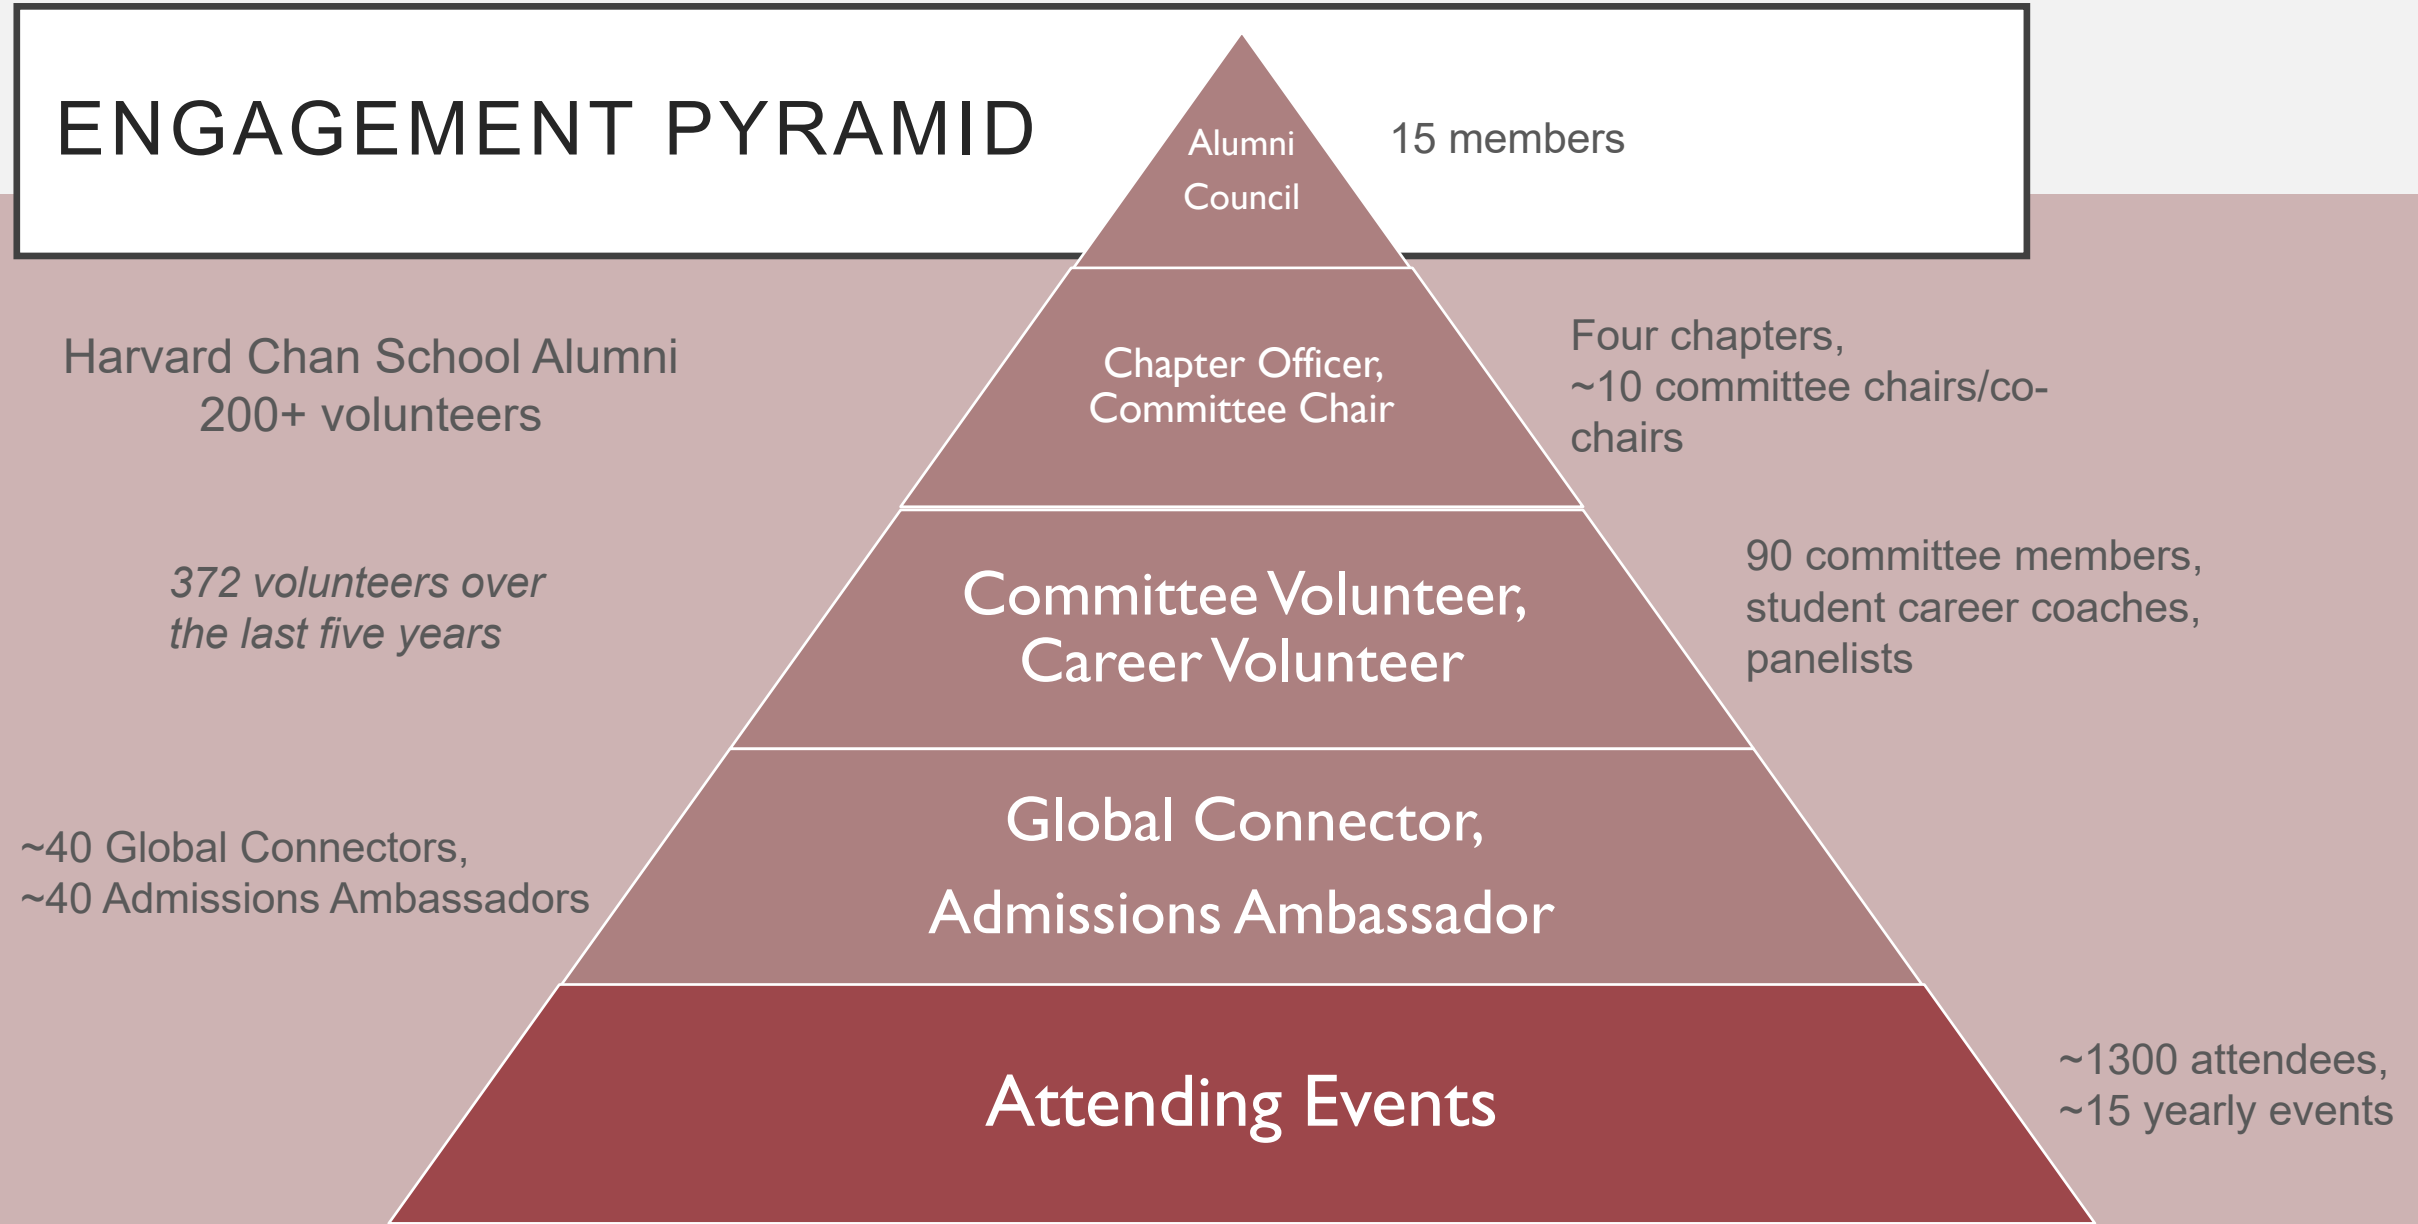 ENGAGEMENT PYRAMID
Alumni
Council
15 members
Harvard Chan School Alumni
200+ volunteers
Chapter Officer,
Committee Chair
Four chapters,
~10 committee chairs/co-
chairs
372 volunteers over
the last five years
Committee Volunteer,
Career Volunteer
90 committee members,
student career coaches,
panelists
~40 Global Connectors,
~40 Admissions Ambassadors
Global Connector,
Admissions Ambassador
Attending Events
~1300 attendees,
~15 yearly events